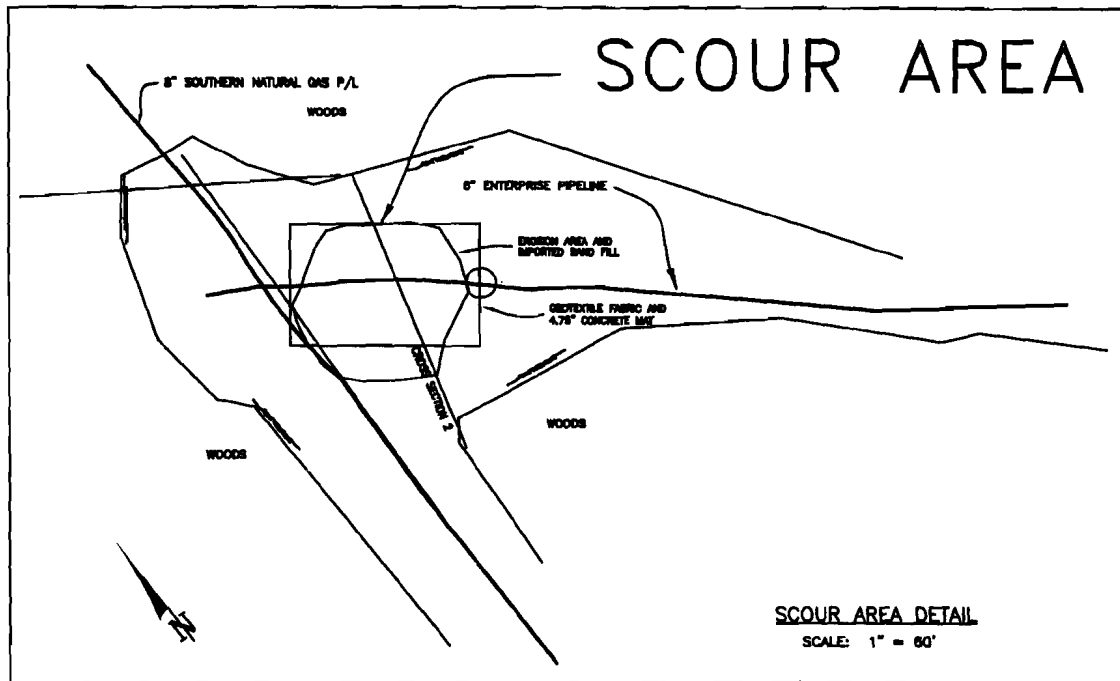 SCOUR AREA
8" SOUTHERN NATURAL GAS P/L
WOODS
6" ENTERPRISE PIPELINE
EROSION AREA AND
IMPORTED SAND FILL
GEOTEXTILE FABRIC AND
4.75" CONCRETE MAT
CROSS SECTION 2
WOODS
WOODS
N
SCOUR AREA DETAIL
SCALE: 1" = 60'